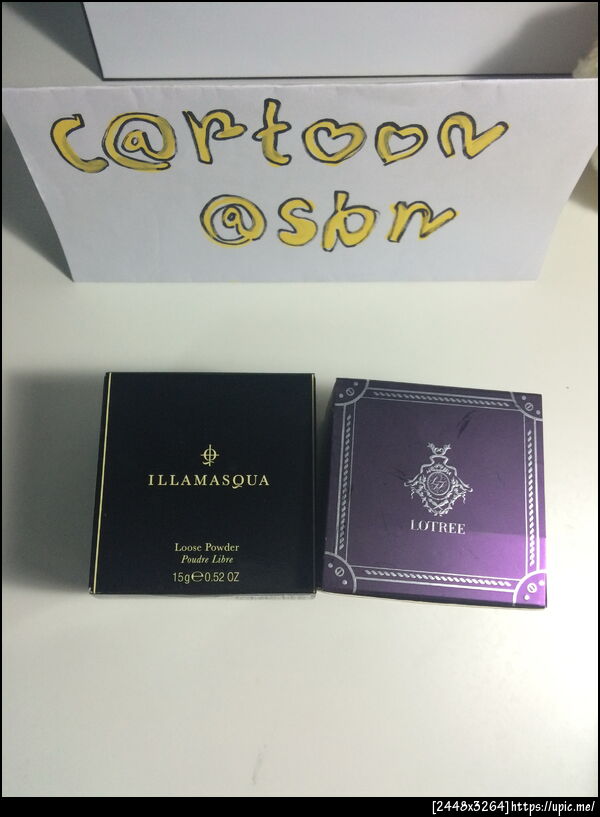 c@rtoon
@sbn
ILLAMASQUA
Loose Powder
Poudre Libre
15g℮0.52 OZ
LOTREE
[2448x3264]https://upic.me/